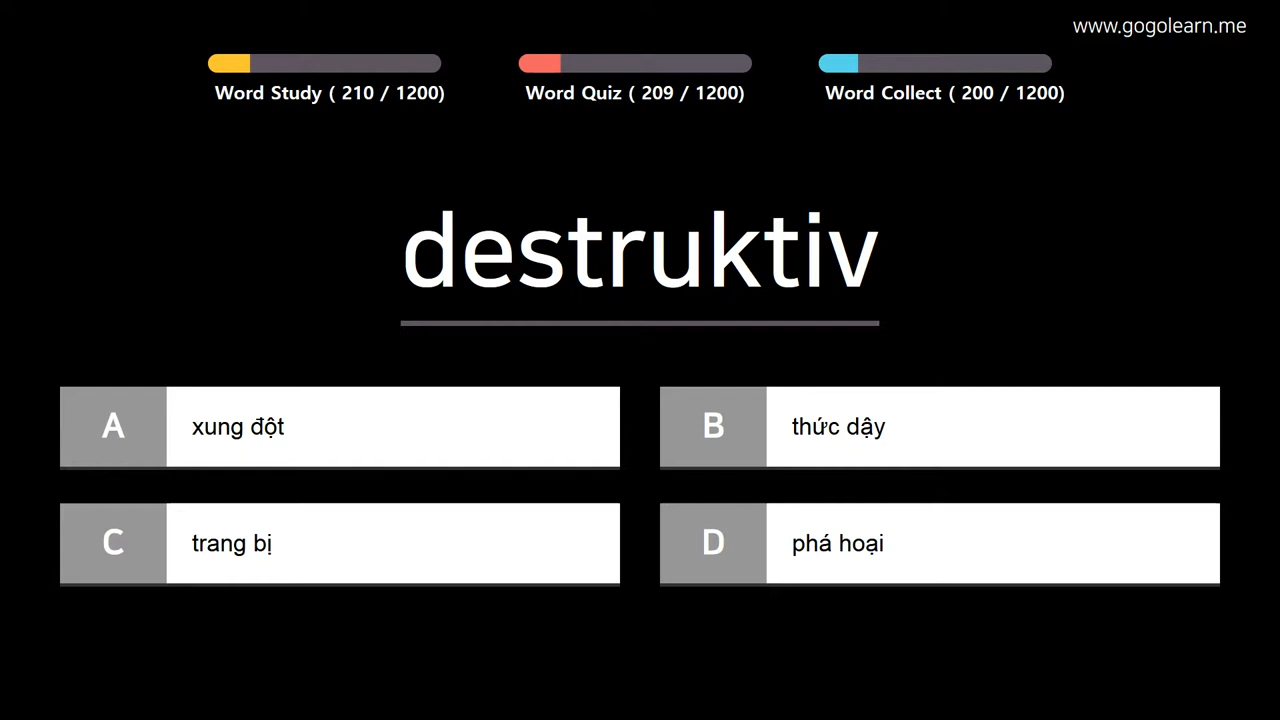 www.gogolearn.me
Word Study ( 210 / 1200)
Word Quiz ( 209 / 1200)
Word Collect ( 200 / 1200)
destruktiv
A xung đột
B thức dậy
C trang bị
D phá hoại